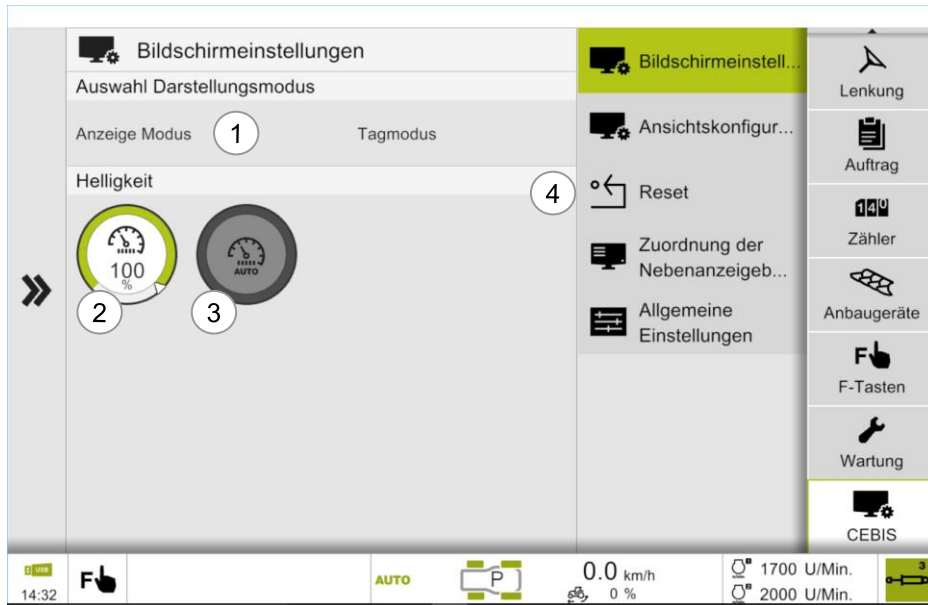 Bildschirmeinstellungen
Auswahl Darstellungsmodus
Anzeige Modus 1 Tagmodus
Helligkeit
100
%
AUTO
2
3
4
Bildschirmeinstell...
Ansichtskonfigur...
Reset
Zuordnung der
Nebenanzeigeb...
Allgemeine
Einstellungen
Lenkung
Auftrag
140
Zähler
Anbaugeräte
F
F-Tasten
Wartung
CEBIS
USB
14:32
F
AUTO
P
0.0 km/h
0 %
1700 U/Min.
2000 U/Min.
3